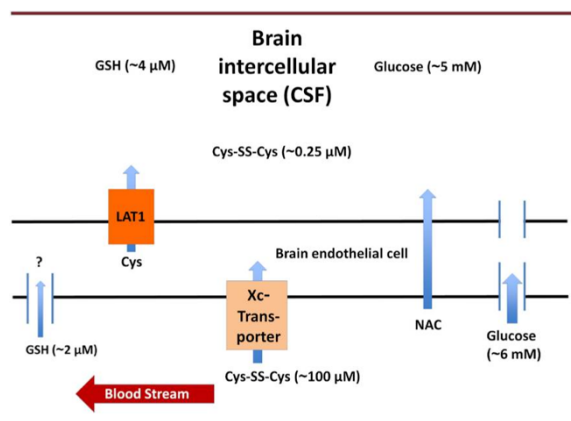 Brain
intercellular
space (CSF)
GSH (~4 µM)
Glucose (~5 mM)
Cys-SS-Cys (~0.25 µM)
LAT1
Cys
Brain endothelial cell
?
Xc-
Trans-
porter
NAC
GSH (~2 µM)
Glucose
(~6 mM)
Cys-SS-Cys (~100 µM)
Blood Stream